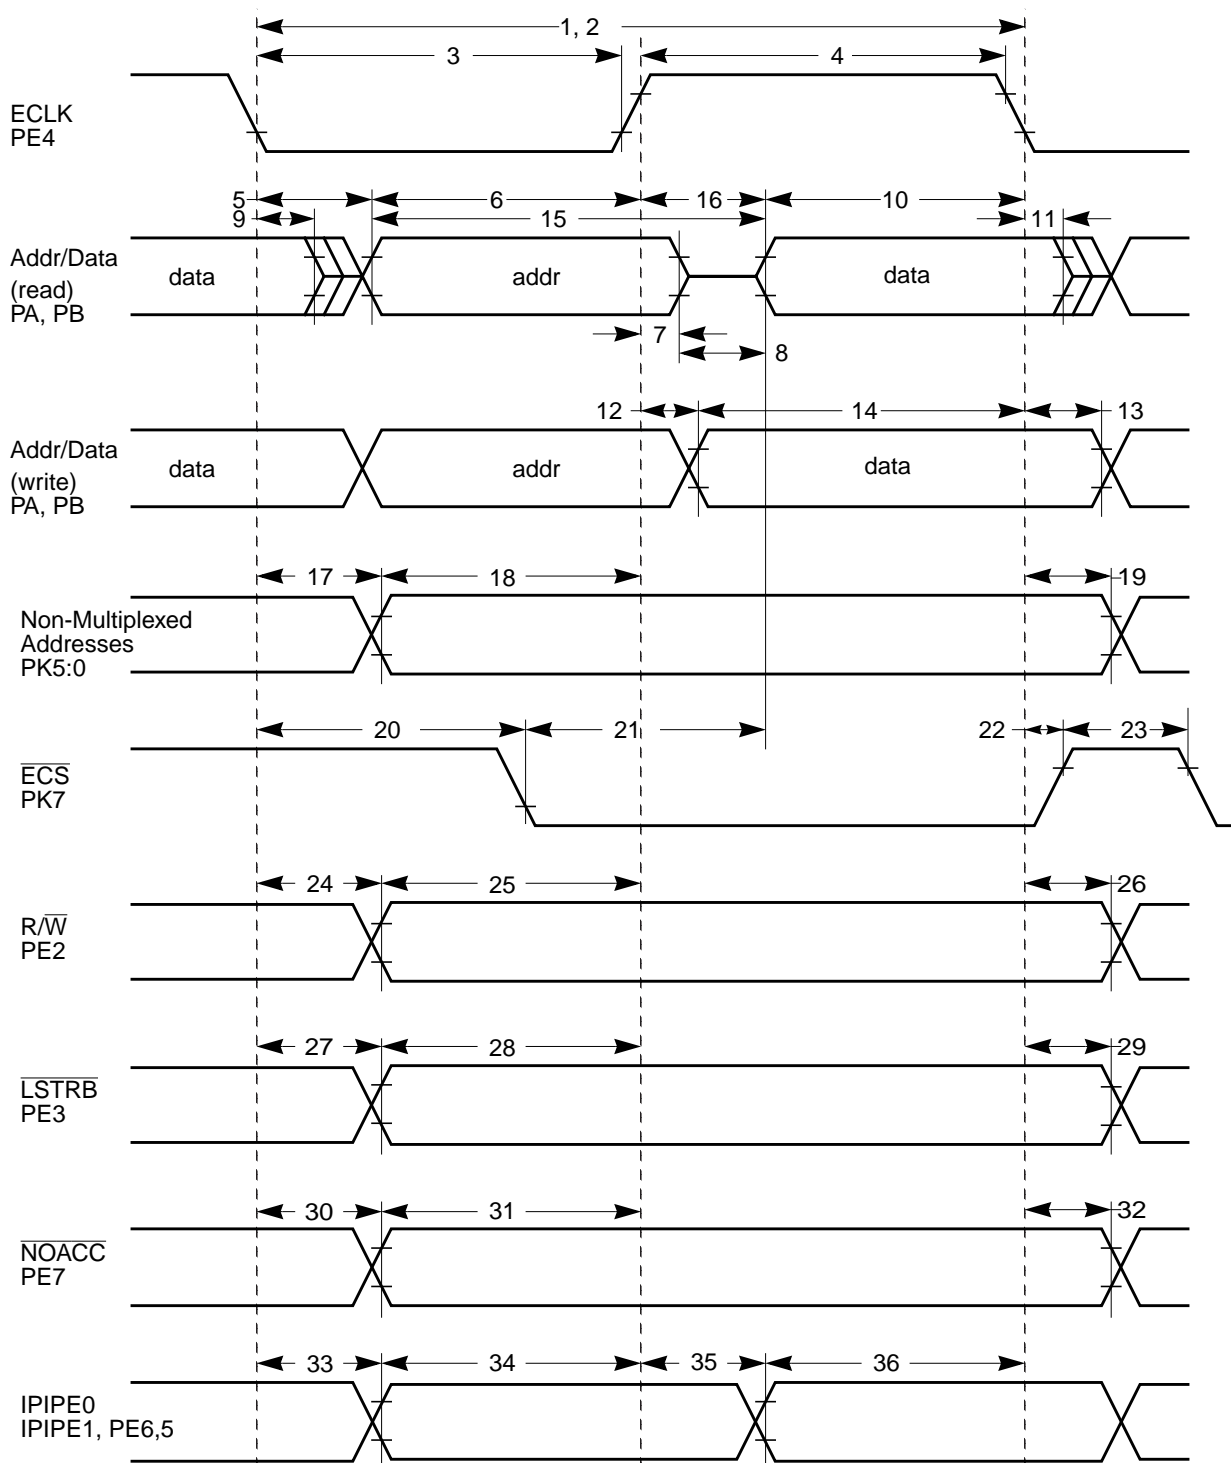 1, 2
3
4
ECLK
PE4
5
6
16
10
9
15
11
Addr/Data
(read)
PA, PB
data
addr
data
7
8
12
14
13
Addr/Data
(write)
PA, PB
data
addr
data
17
18
19
Non-Multiplexed
Addresses
PK5:0
20
21
22
23
ECS
PK7
24
25
26
R/W
PE2
27
28
29
LSTRB
PE3
30
31
32
NOACC
PE7
33
34
35
36
IPIPE0
IPIPE1, PE6,5